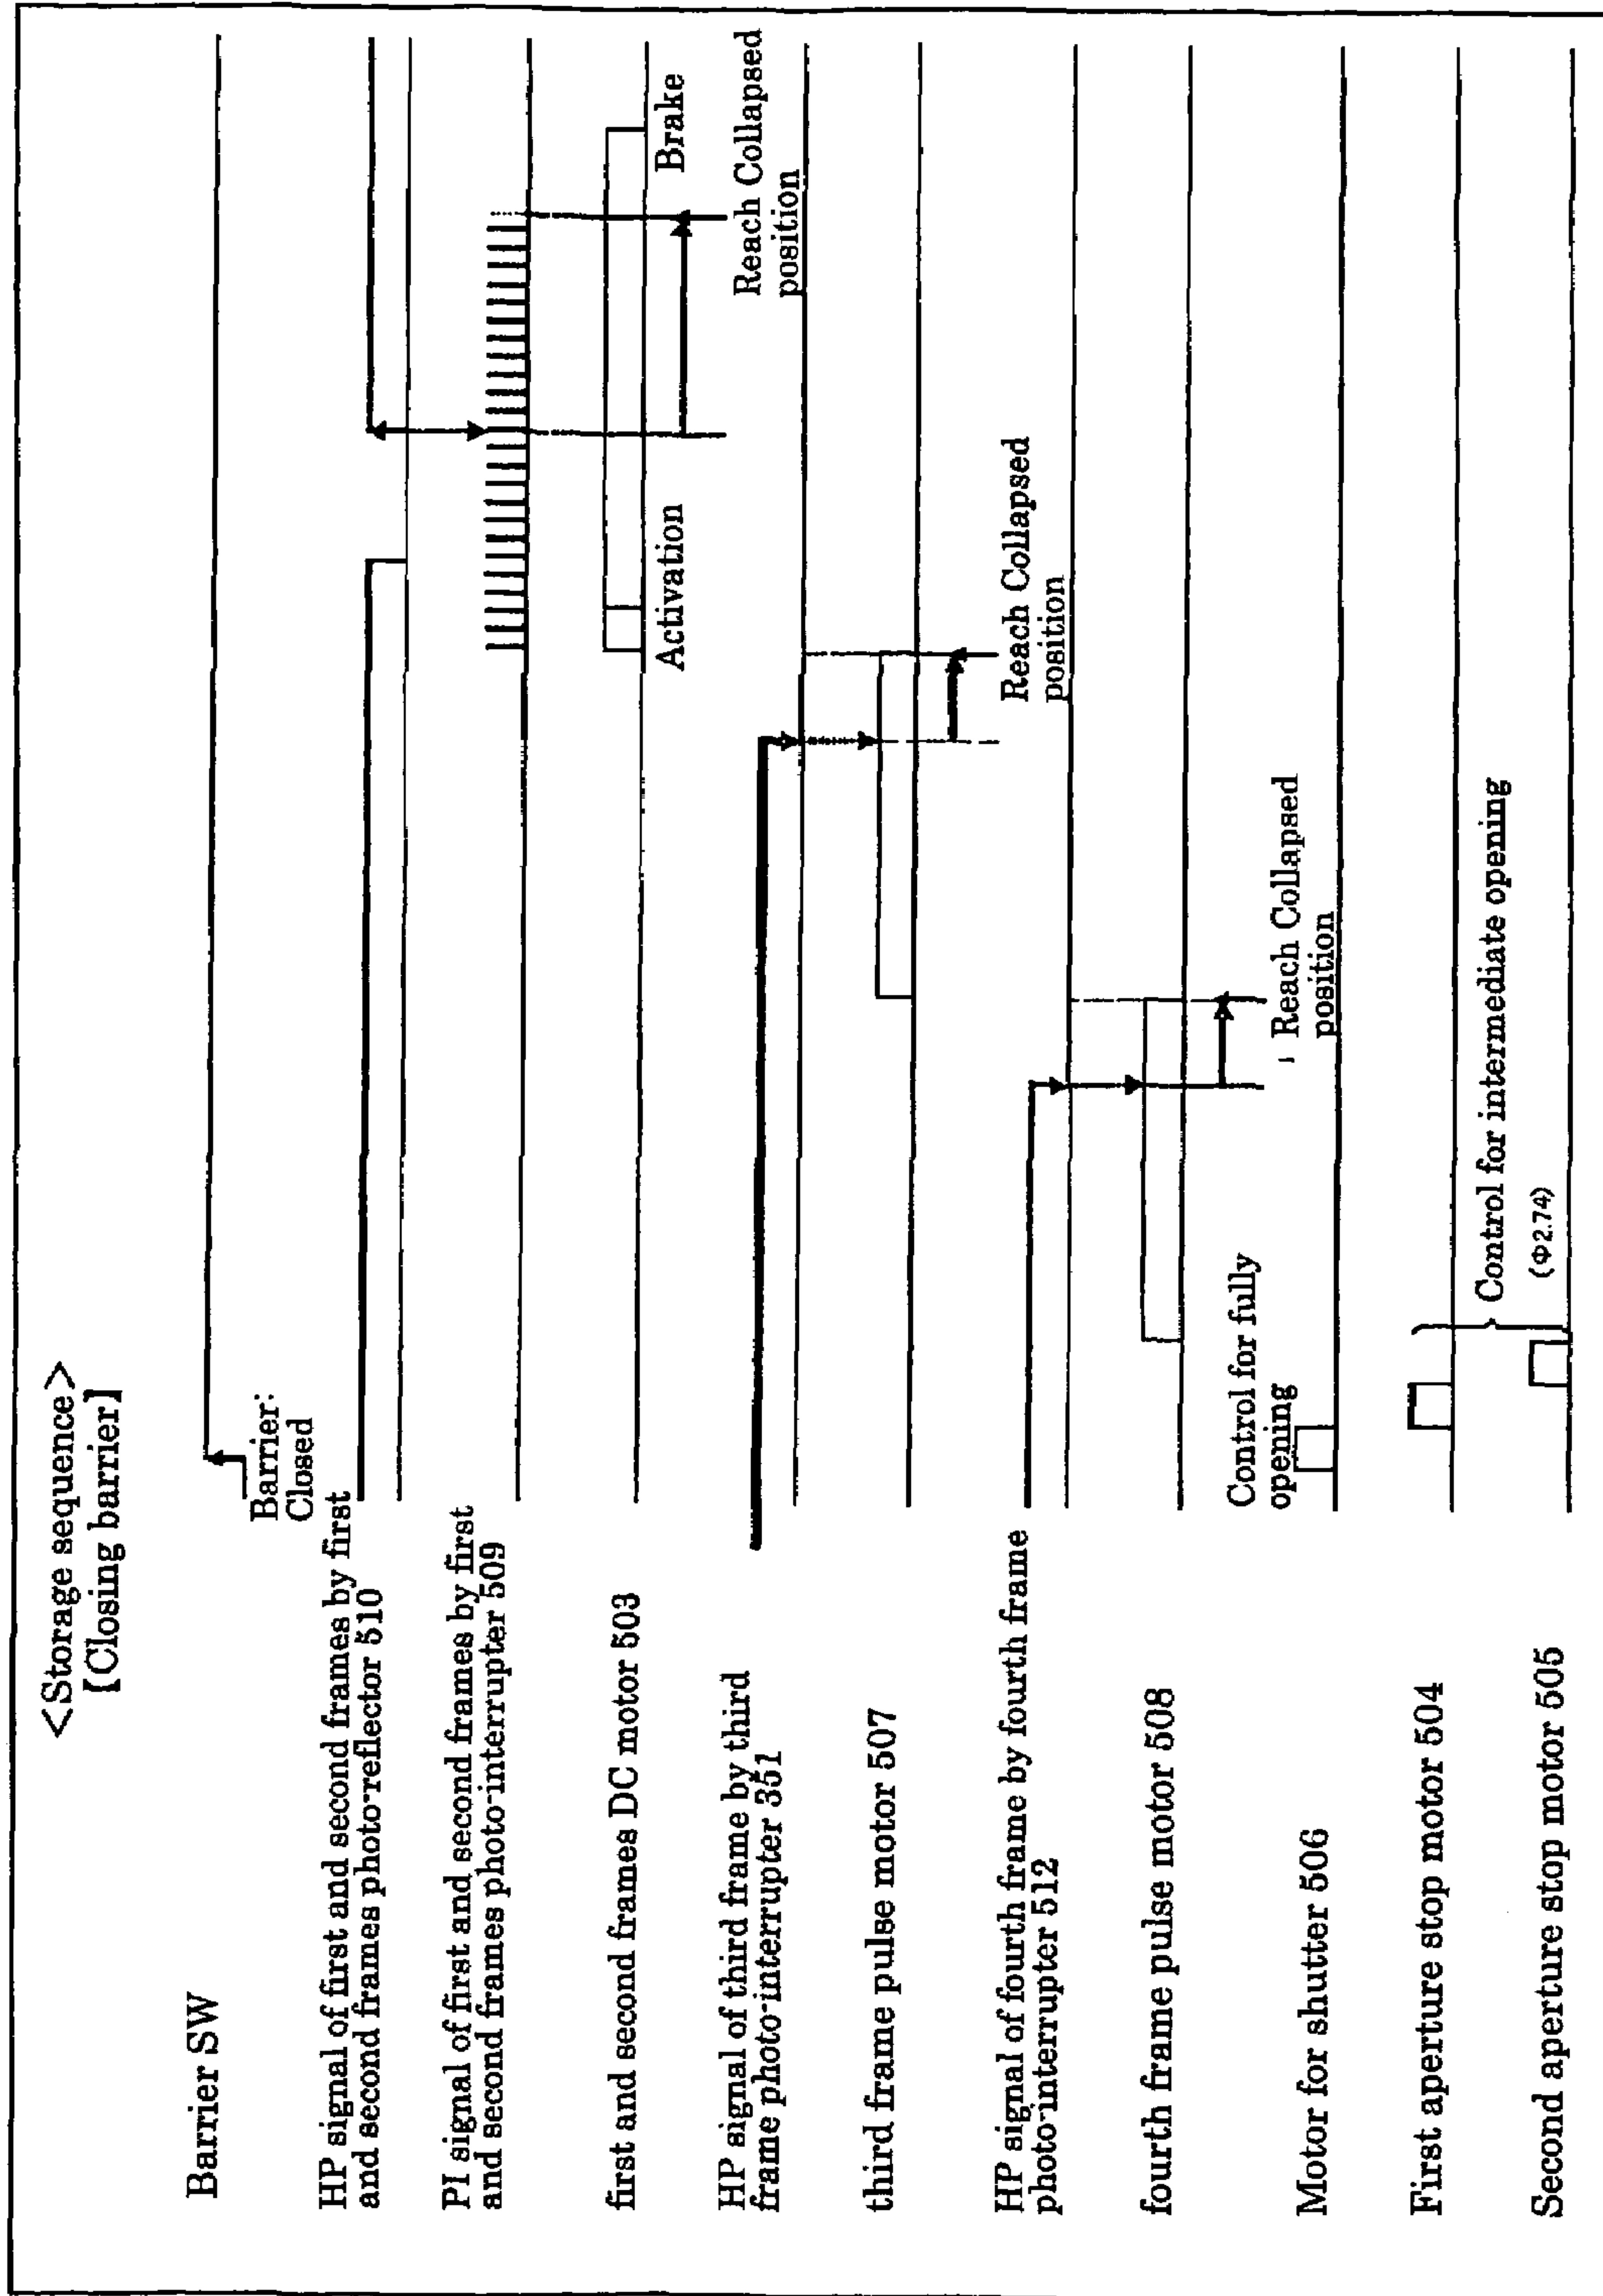 <Storage sequence>
【Closing barrier】
Barrier SW
Barrier:
Closed
HP signal of first and second frames by first
and second frames photo-reflector 510
PI signal of first and second frames by first
and second frames photo-interrupter 509
first and second frames DC motor 503
Activation
Brake
Reach Collapsed
position
HP signal of third frame by third
frame photo-interrupter 351
third frame pulse motor 507
Reach Collapsed
position
HP signal of fourth frame by fourth frame
photo-interrupter 512
fourth frame pulse motor 508
Reach Collapsed
position
Control for fully
opening
Motor for shutter 506
First aperture stop motor 504
Control for intermediate opening
(Φ2.74)
Second aperture stop motor 505